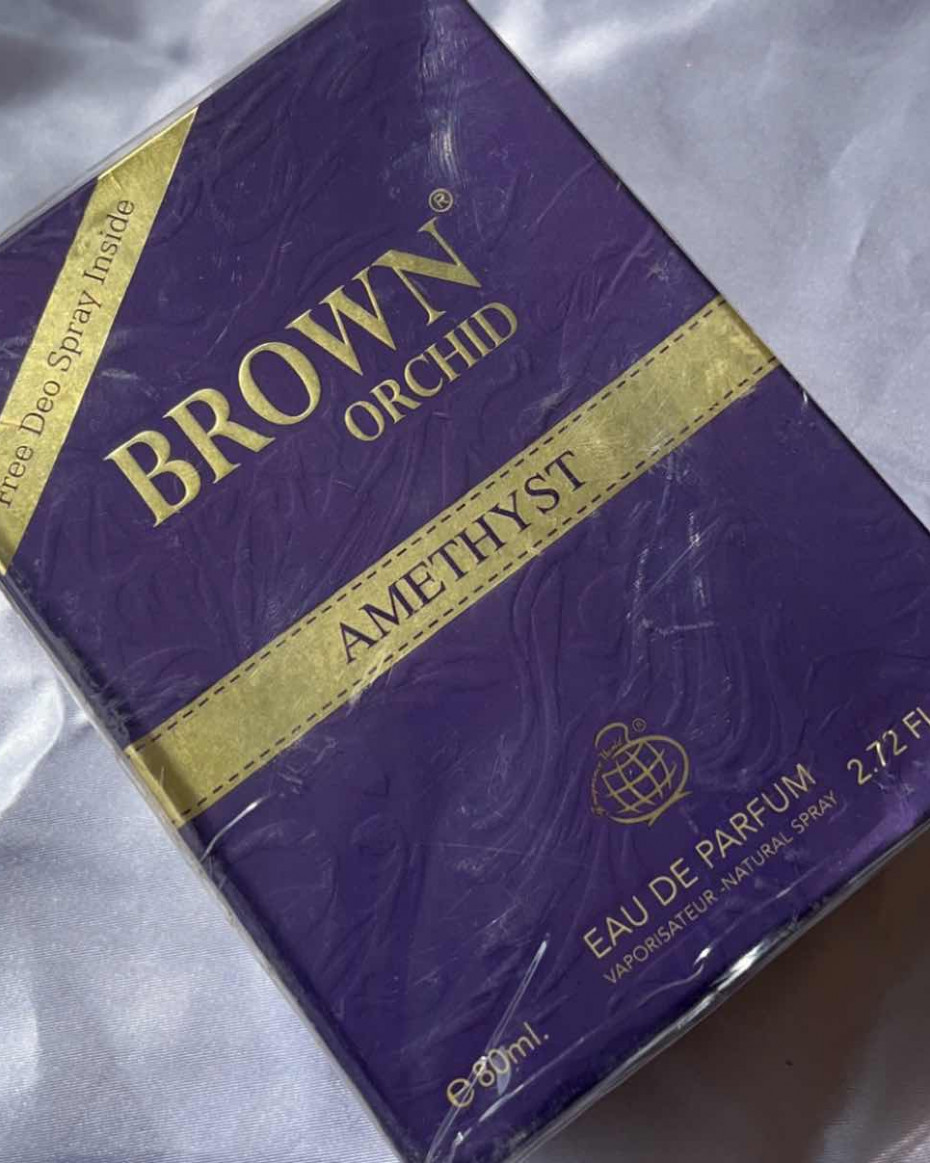 Free Deo Spray Inside
BROWN®
ORCHID
AMETHYST
®
EAU DE PARFUM
VAPORISATEUR -NATURAL SPRAY
℮80ml.
2.72 Fl